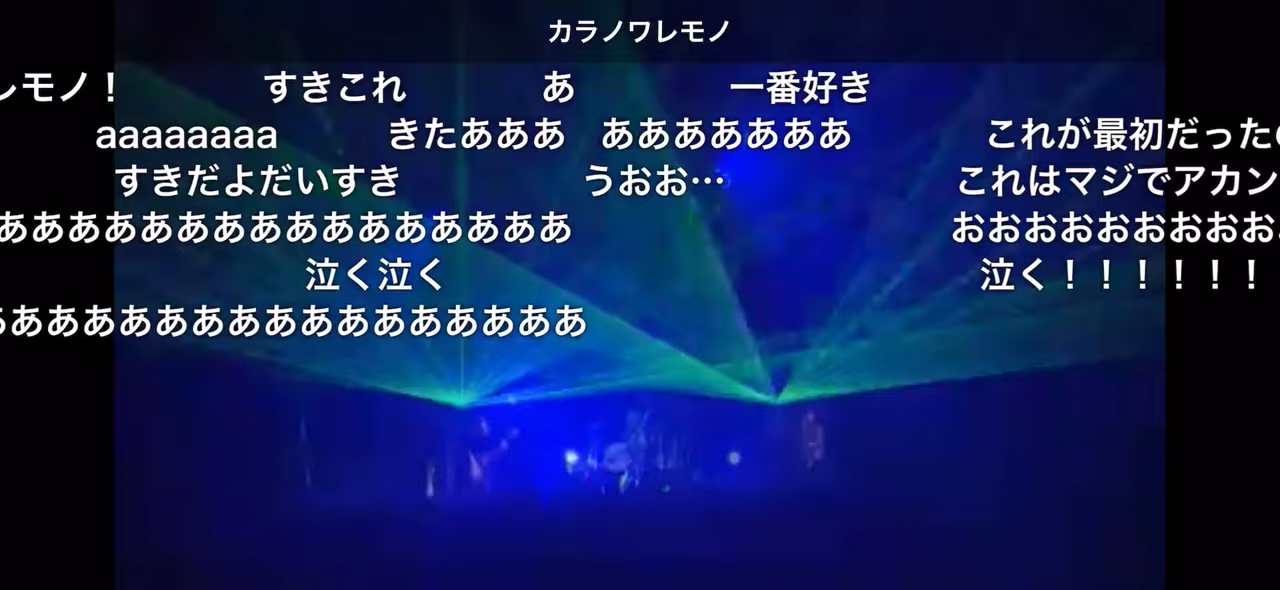 カラノワレモノ
レモノ！ すきこれ あ 一番好き
aaaaaaaa きたあああ あああああああ これが最初だった
すきだよだいすき うおお… これはマジでアカン
ああああああああああああああああ おおおおおおおおお
泣く泣く 泣く！！！！！！
ああああああああああああああああ